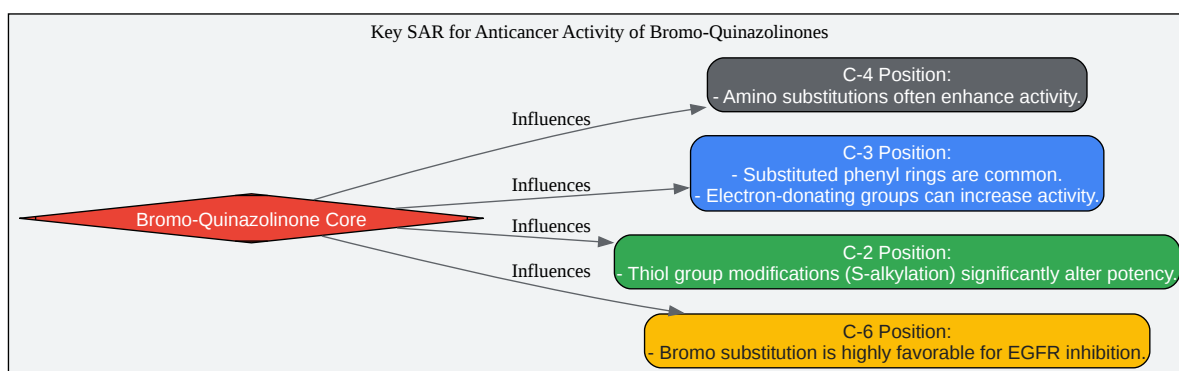 Key SAR for Anticancer Activity of Bromo-Quinazolinones
C-4 Position:
- Amino substitutions often enhance activity.
Influences
C-3 Position:
- Substituted phenyl rings are common.
- Electron-donating groups can increase activity.
Influences
Bromo-Quinazolinone Core
Influences
C-2 Position:
- Thiol group modifications (S-alkylation) significantly alter potency.
Influences
C-6 Position:
- Bromo substitution is highly favorable for EGFR inhibition.